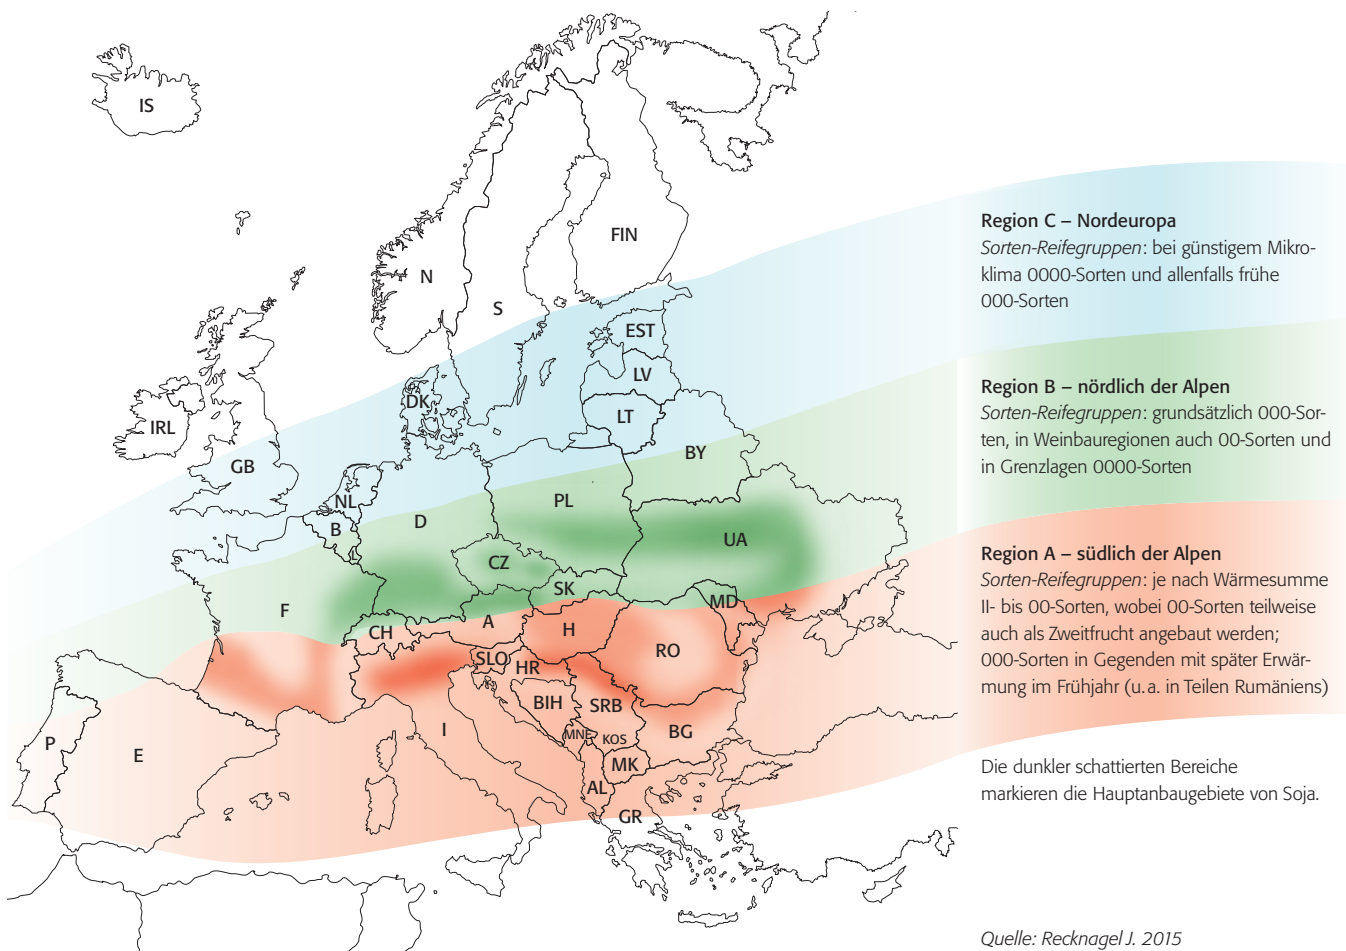 IS
FIN
N
S
EST
LV
DK
LT
IRL
GB
BY
NL
PL
D
B
UA
CZ
SK
F
MD
A
CH
H
RO
SLO
HR
BIH
SRB
I
BG
P
MNE
KOS
E
MK
AL
GR
Region C – Nordeuropa
Sorten-Reifegruppen: bei günstigem Mikro-
klima 0000-Sorten und allenfalls frühe
000-Sorten
Region B – nördlich der Alpen
Sorten-Reifegruppen: grundsätzlich 000-Sor-
ten, in Weinbauregionen auch 00-Sorten und
in Grenzlagen 0000-Sorten
Region A – südlich der Alpen
Sorten-Reifegruppen: je nach Wärmesumme
II- bis 00-Sorten, wobei 00-Sorten teilweise
auch als Zweitfrucht angebaut werden;
000-Sorten in Gegenden mit später Erwär-
mung im Frühjahr (u. a. in Teilen Rumäniens)
Die dunkler schattierten Bereiche
markieren die Hauptanbaugebiete von Soja.
Quelle: Recknagel J. 2015